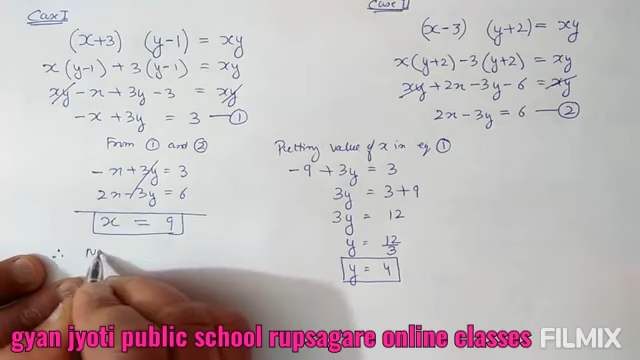 Case I
(x+3) (y-1) = xy
x(y-1) + 3(y-1) = xy
xy - x + 3y - 3 = xy
-x + 3y = 3 — ①
Case II
(x-3) (y+2) = xy
x(y+2) - 3(y+2) = xy
xy + 2x - 3y - 6 = xy
2x - 3y = 6 — ②
From ① and ②
-x + 3y = 3
2x - 3y = 6
x = 9
Putting value of x in eq ①
-9 + 3y = 3
3y = 3+9
3y = 12
y = 12/3
y = 4
∴ N
gyan jyoti public school rupsagare online classes
FILMIX